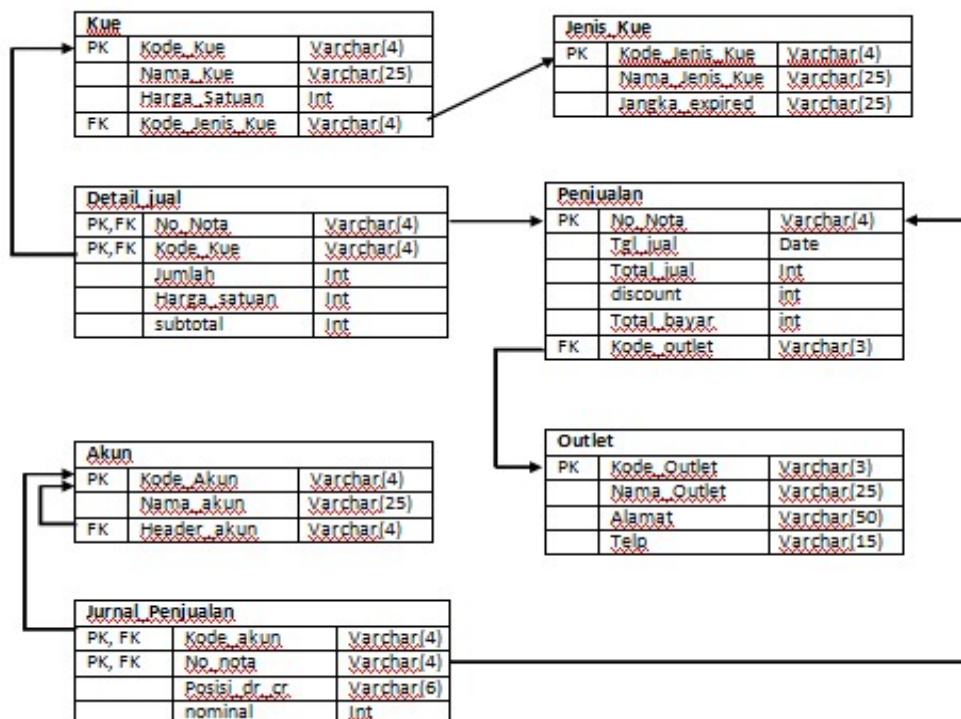 Kue
PK Kode_Kue Varchar(4)
Nama_Kue Varchar(25)
Harga_Satuan Int
FK Kode_Jenis_Kue Varchar(4)
Jenis_Kue
PK Kode_Jenis_Kue Varchar(4)
Nama_Jenis_Kue Varchar(25)
Jangka_expired Varchar(25)
Detail_jual
PK,FK No_Nota Varchar(4)
PK,FK Kode_Kue Varchar(4)
Jumlah Int
Harga_satuan Int
subtotal Int
Penjualan
PK No_Nota Varchar(4)
Tgl_jual Date
Total_jual Int
discount int
Total_bayar int
FK Kode_outlet Varchar(3)
Akun
PK Kode_Akun Varchar(4)
Nama_akun Varchar(25)
FK Header_akun Varchar(4)
Outlet
PK Kode_Outlet Varchar(3)
Nama_Outlet Varchar(25)
Alamat Varchar(50)
Telp Varchar(15)
Jurnal_Penjualan
PK, FK Kode_akun Varchar(4)
PK, FK No_nota Varchar(4)
Posisi_dr_cr Varchar(6)
nominal Int